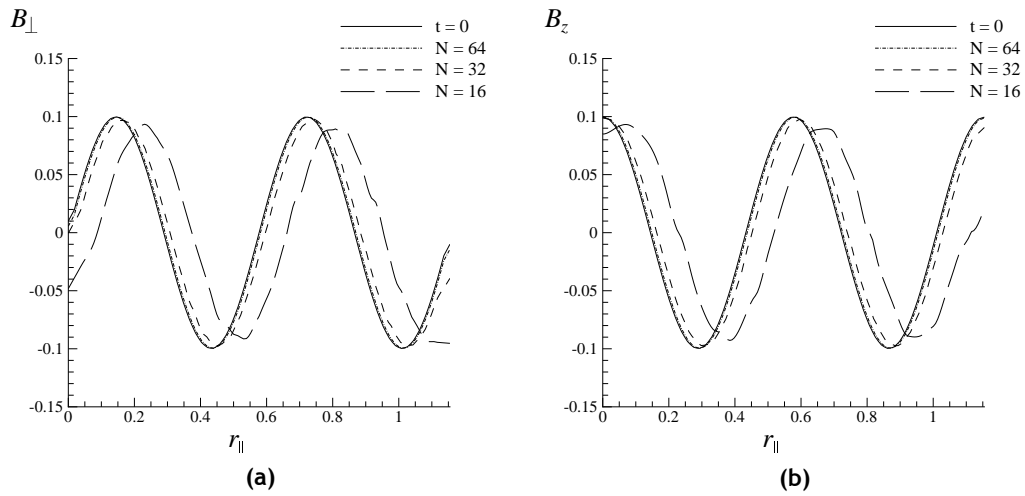 B⊥
t = 0
N = 64
N = 32
N = 16
0.15
0.1
0.05
0
-0.05
-0.1
-0.15
0 0.2 0.4 0.6 0.8 1
r∥
(a)
Bz
t = 0
N = 64
N = 32
N = 16
0.15
0.1
0.05
0
-0.05
-0.1
-0.15
0 0.2 0.4 0.6 0.8 1
r∥
(b)